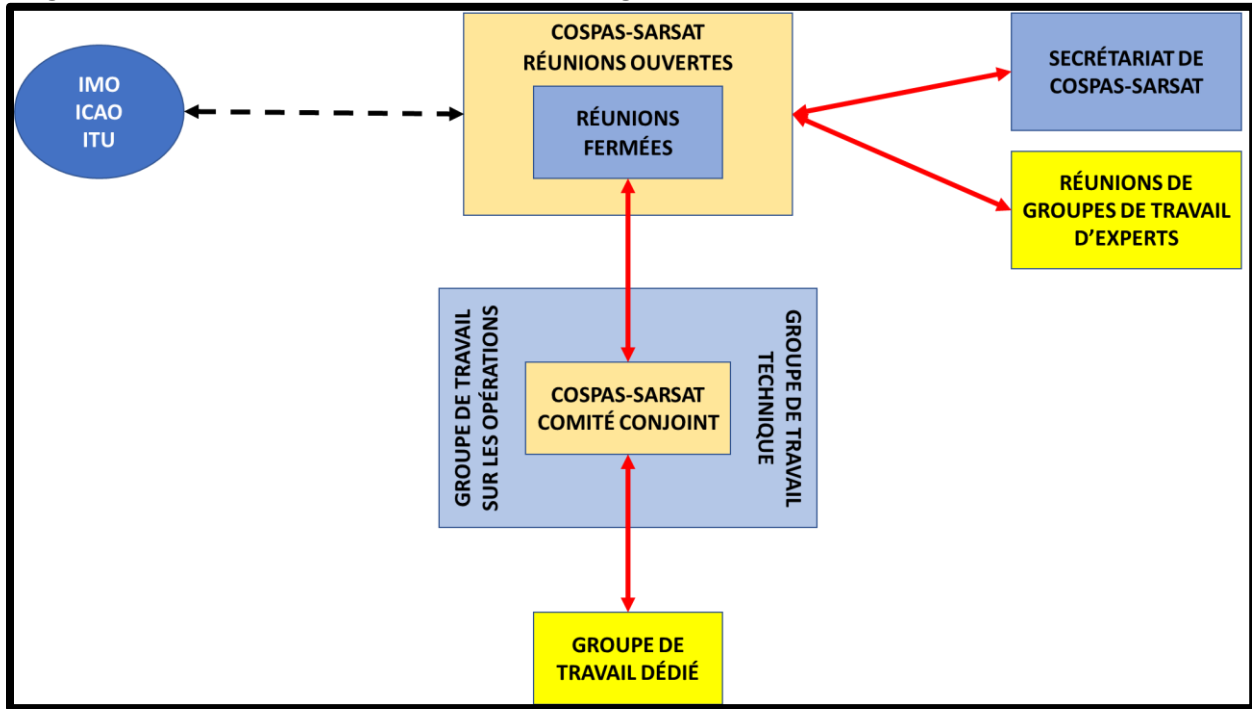 IMO
ICAO
ITU
COSPAS-SARSAT
RÉUNIONS OUVERTES
RÉUNIONS
FERMÉES
SECRÉTARIAT DE
COSPAS-SARSAT
RÉUNIONS DE
GROUPES DE TRAVAIL
D’EXPERTS
GROUPE DE TRAVAIL
SUR LES OPÉRATIONS
COSPAS-SARSAT
COMITÉ CONJOINT
GROUPE DE TRAVAIL
TECHNIQUE
GROUPE DE
TRAVAIL DÉDIÉ